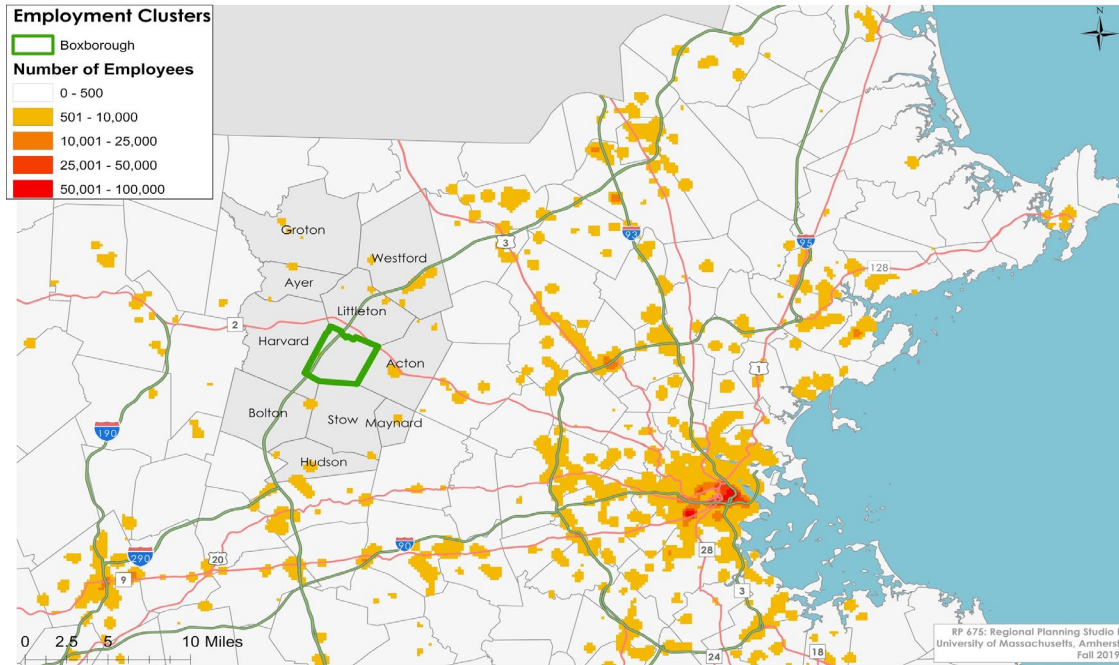 Employment Clusters
Boxborough
Number of Employees
0 - 500
501 - 10,000
10,001 - 25,000
25,001 - 50,000
50,001 - 100,000
N
Groton
Westford
Ayer
Littleton
Harvard
Acton
Bolton
Stow
Maynard
Hudson
3
93
95
128
2
1
190
290
20
9
90
28
3
24
18
0 2.5 5 10 Miles
RP 675: Regional Planning Studio
University of Massachusetts, Amherst
Fall 2019